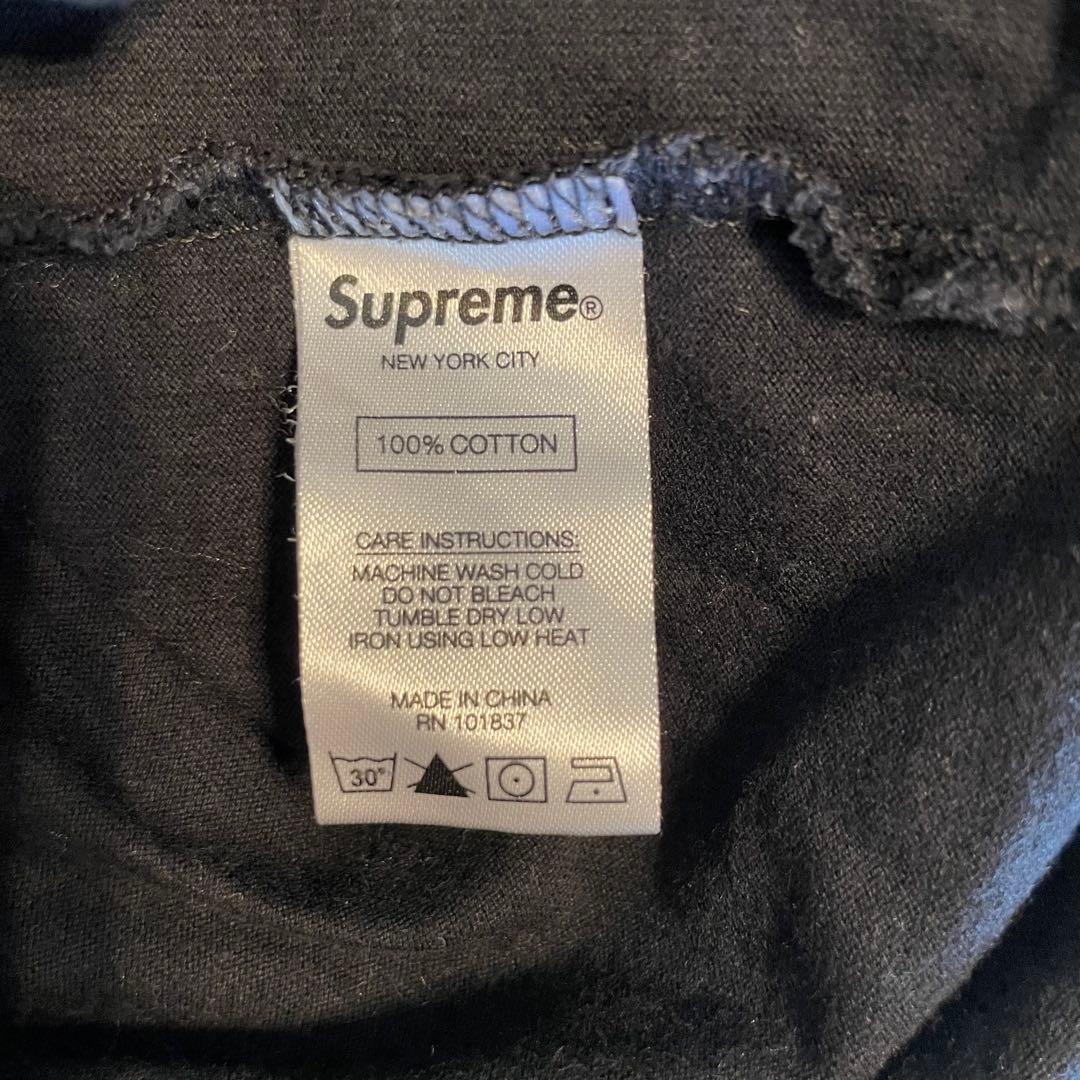 Supreme®
NEW YORK CITY
100% COTTON
CARE INSTRUCTIONS:
MACHINE WASH COLD
DO NOT BLEACH
TUMBLE DRY LOW
IRON USING LOW HEAT
MADE IN CHINA
RN 101837
30°